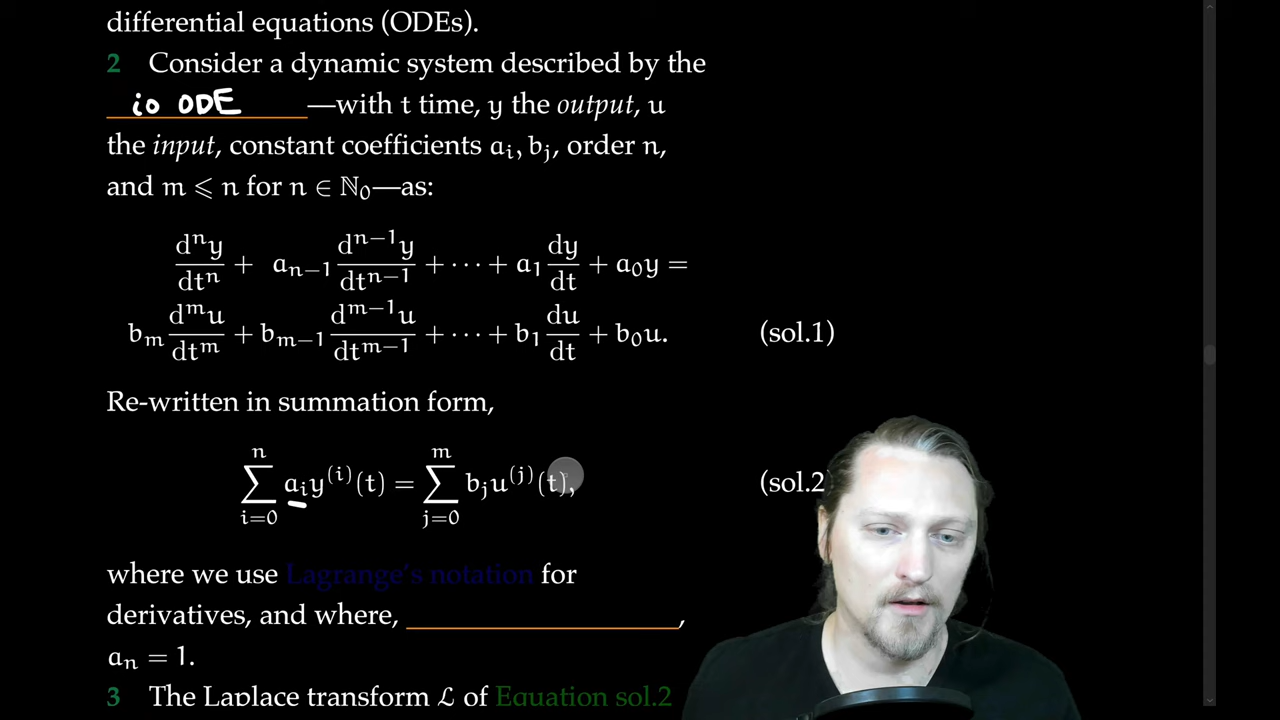 differential equations (ODEs).
2 Consider a dynamic system described by the
io ODE —with t time, y the output, u
the input, constant coefficients aᵢ, bⱼ, order n,
and m ⩽ n for n ∈ ℕ₀—as:
dⁿy/dtⁿ + aₙ₋₁ dⁿ⁻¹y/dtⁿ⁻¹ + ⋯ + a₁ dy/dt + a₀y =
bₘ dᵐu/dtᵐ + bₘ₋₁ dᵐ⁻¹u/dtᵐ⁻¹ + ⋯ + b₁ du/dt + b₀u. (sol.1)
Re-written in summation form,
∑ᵢ₌₀ⁿ aᵢy⁽ⁱ⁾(t) = ∑ⱼ₌₀ᵐ bⱼu⁽ʲ⁾(t), (sol.2
where we use Lagrange's notation for
derivatives, and where, ,
aₙ = 1.
3 The Laplace transform ℒ of Equation sol.2